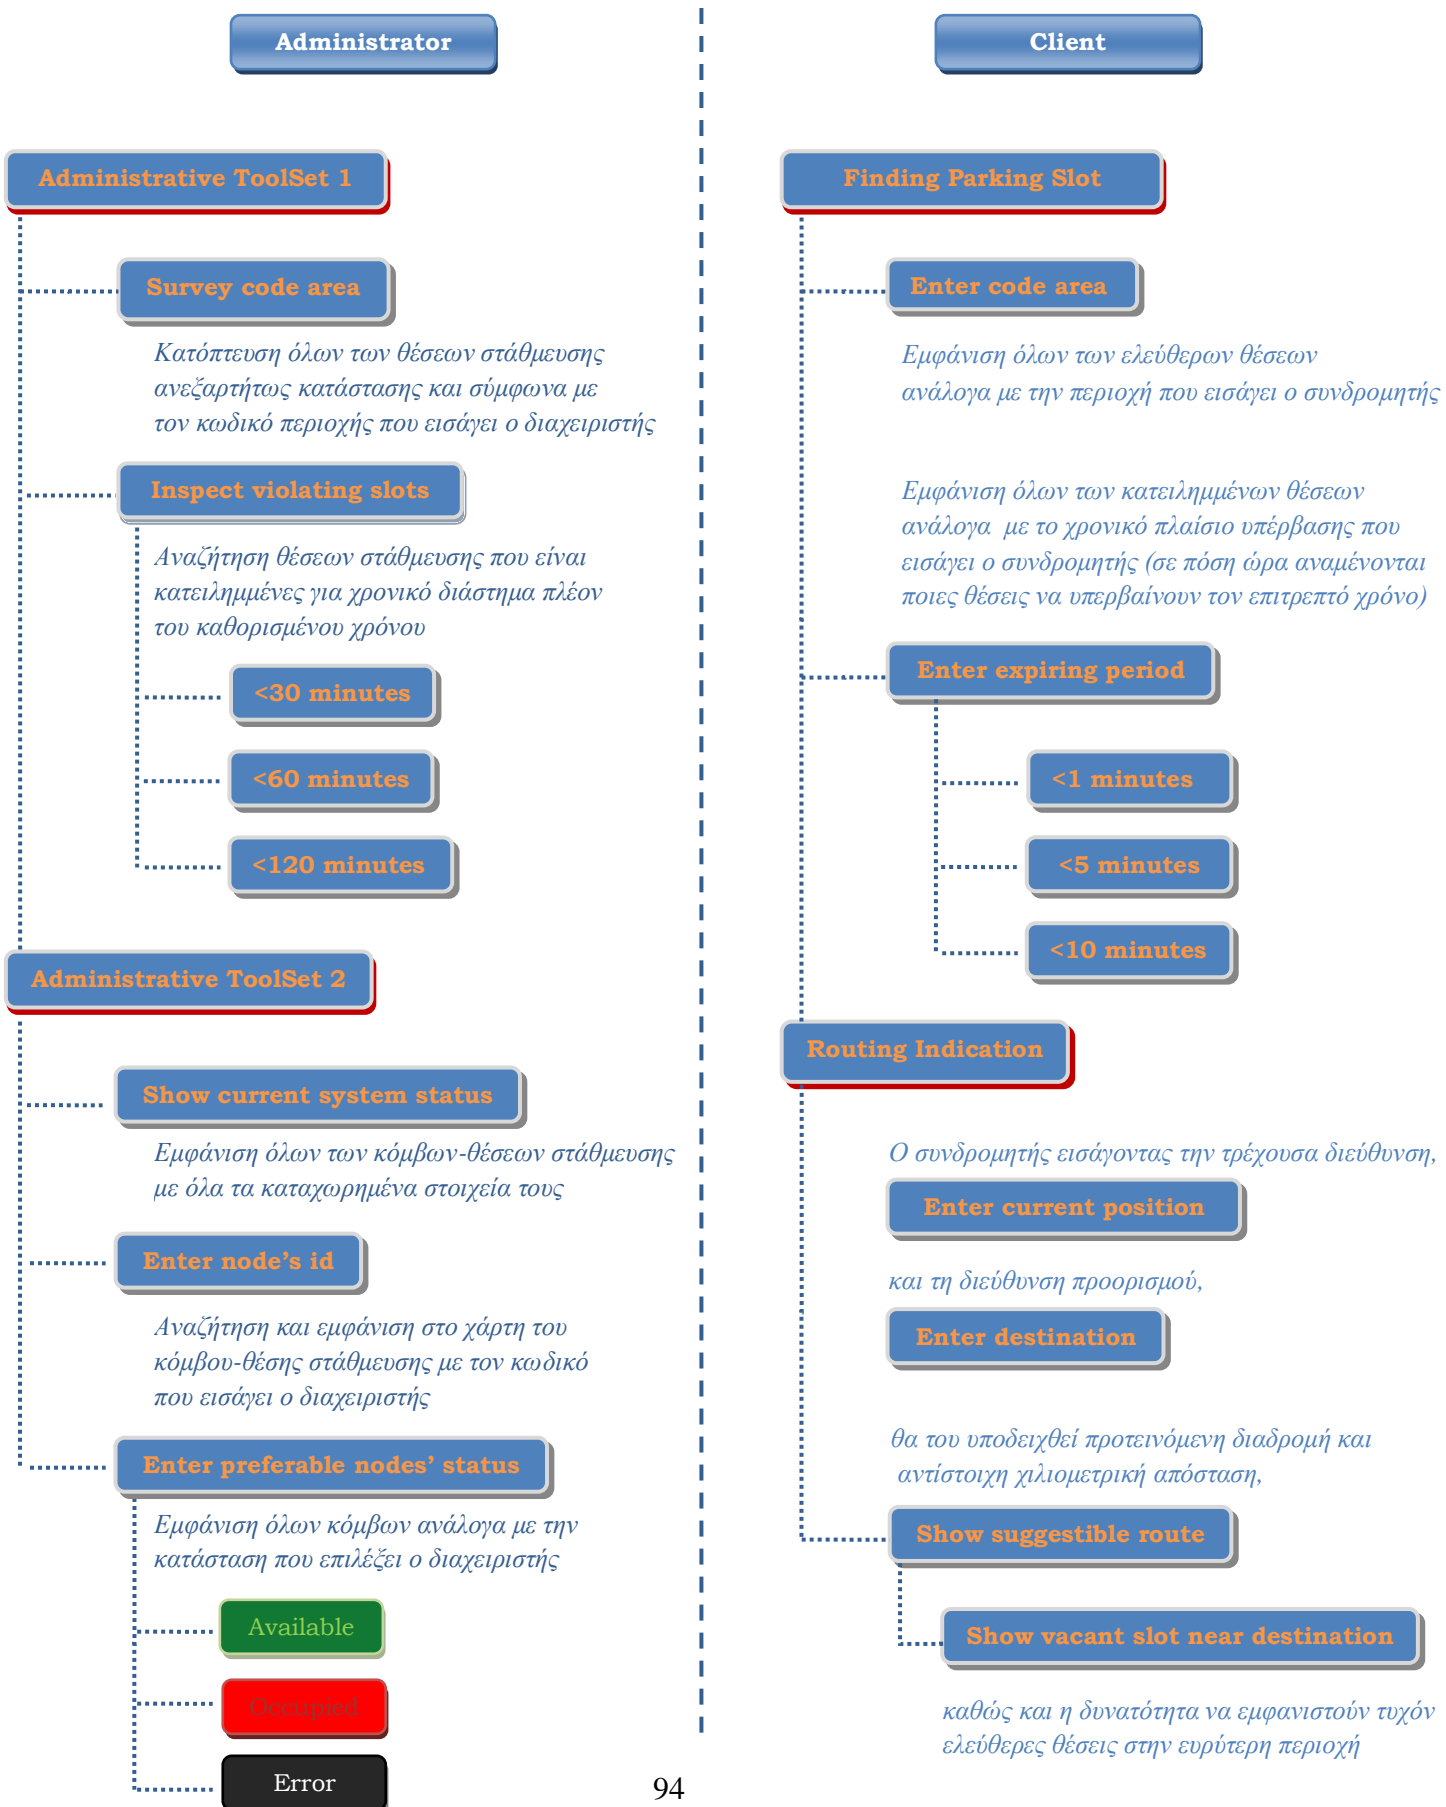 Administrator
Administrative ToolSet 1
Survey code area
Κατόπτευση όλων των θέσεων στάθμευσης
ανεξαρτήτως κατάστασης και σύμφωνα με
τον κωδικό περιοχής που εισάγει ο διαχειριστής
Inspect violating slots
Αναζήτηση θέσεων στάθμευσης που είναι
κατειλημμένες για χρονικό διάστημα πλέον
του καθορισμένου χρόνου
<30 minutes
<60 minutes
<120 minutes
Administrative ToolSet 2
Show current system status
Εμφάνιση όλων των κόμβων-θέσεων στάθμευσης
με όλα τα καταχωρημένα στοιχεία τους
Enter node's id
Αναζήτηση και εμφάνιση στο χάρτη του
κόμβου-θέσης στάθμευσης με τον κωδικό
που εισάγει ο διαχειριστής
Enter preferable nodes' status
Εμφάνιση όλων κόμβων ανάλογα με την
κατάσταση που επιλέξει ο διαχειριστής
Available
Occupied
Error
Client
Finding Parking Slot
Enter code area
Εμφάνιση όλων των ελεύθερων θέσεων
ανάλογα με την περιοχή που εισάγει ο συνδρομητής
Εμφάνιση όλων των κατειλημμένων θέσεων
ανάλογα με το χρονικό πλαίσιο υπέρβασης που
εισάγει ο συνδρομητής (σε πόση ώρα αναμένονται
ποιες θέσεις να υπερβαίνουν τον επιτρεπτό χρόνο)
Enter expiring period
<1 minutes
<5 minutes
<10 minutes
Routing Indication
Ο συνδρομητής εισάγοντας την τρέχουσα διεύθυνση,
Enter current position
και τη διεύθυνση προορισμού,
Enter destination
θα του υποδειχθεί προτεινόμενη διαδρομή και
αντίστοιχη χιλιομετρική απόσταση,
Show suggestible route
Show vacant slot near destination
καθώς και η δυνατότητα να εμφανιστούν τυχόν
ελεύθερες θέσεις στην ευρύτερη περιοχή
94